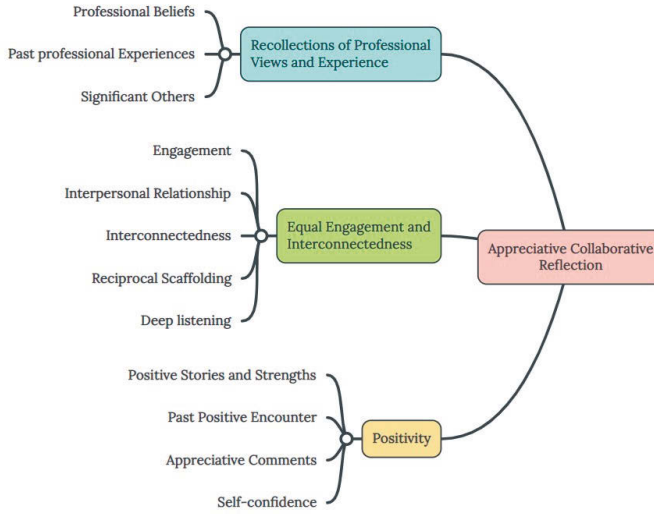 Professional Beliefs
Past professional Experiences
Significant Others
Recollections of Professional
Views and Experience
Engagement
Interpersonal Relationship
Interconnectedness
Reciprocal Scaffolding
Deep listening
Equal Engagement and
Interconnectedness
Appreciative Collaborative
Reflection
Positive Stories and Strengths
Past Positive Encounter
Appreciative Comments
Self-confidence
Positivity